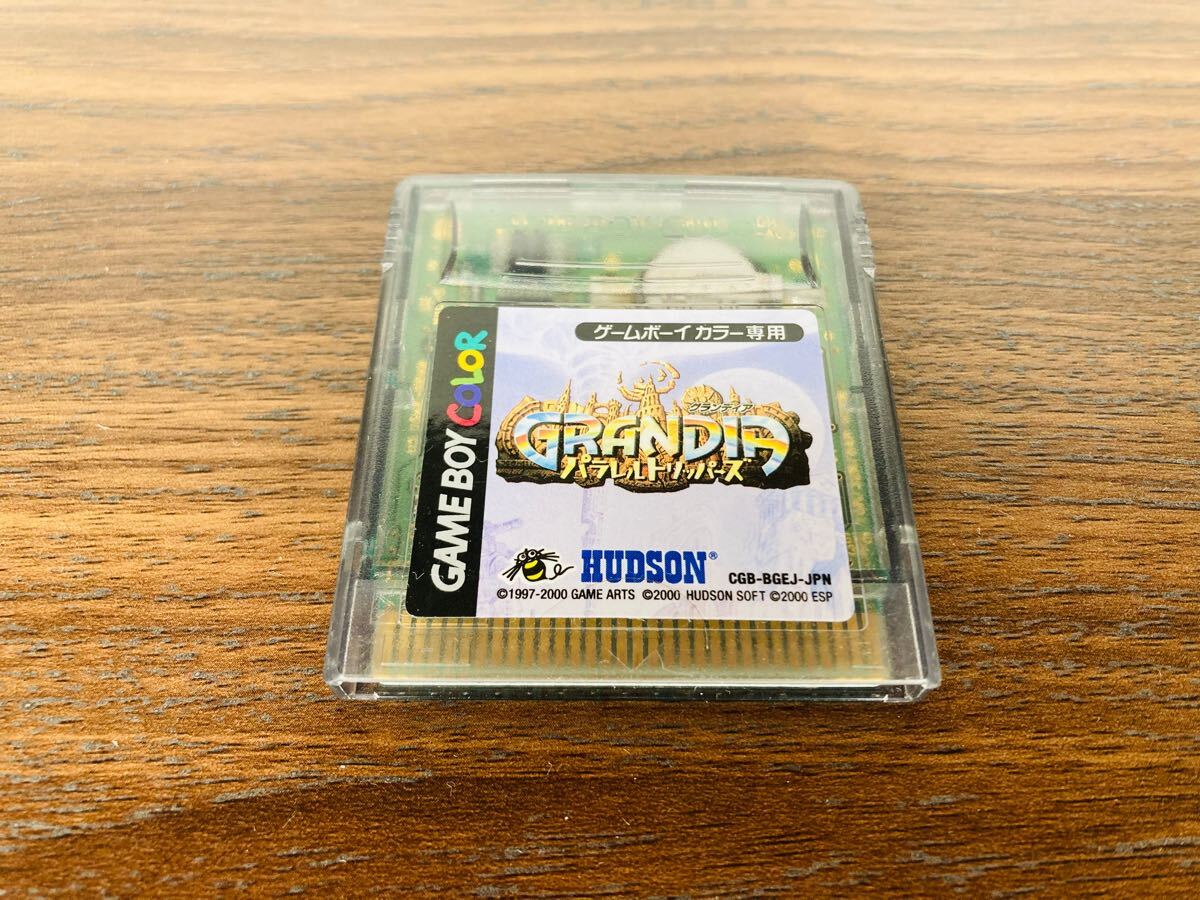 ゲームボーイカラー専用
GAME BOY COLOR
グランディア
GRANDIA
パラレルトリッパーズ
HUDSON®
CGB-BGEJ-JPN
©1997-2000 GAME ARTS ©2000 HUDSON SOFT ©2000 ESP